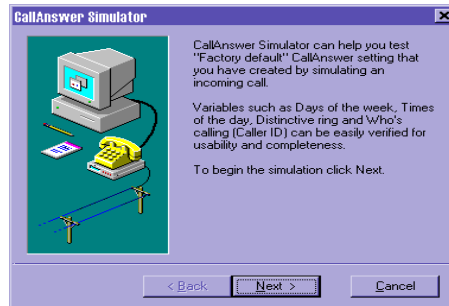 CallAnswer Simulator
CallAnswer Simulator can help you test
"Factory default" CallAnswer setting that
you have created by simulating an
incoming call.
Variables such as Days of the week, Times
of the day, Distinctive ring and Who's
calling (Caller ID) can be easily verified for
usability and completeness.
To begin the simulation click Next.
< Back
Next >
Cancel